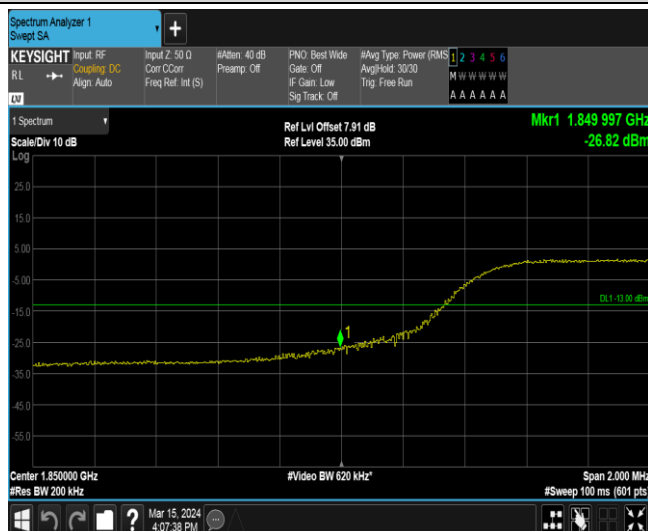 Spectrum Analyzer 1
Swept SA
+
KEYSIGHT
RL
LXI
Input: RF
Coupling: DC
Align: Auto
Input Z: 50 Ω
Corr CCorr
Freq Ref: Int (S)
#Atten: 40 dB
Preamp: Off
PNO: Best Wide
Gate: Off
IF Gain: Low
Sig Track: Off
#Avg Type: Power (RMS
Avg|Hold: 30/30
Trig: Free Run
1 2 3 4 5 6
M W W W W W
A A A A A A
1 Spectrum
Scale/Div 10 dB
Log
Ref Lvl Offset 7.91 dB
Ref Level 35.00 dBm
Mkr1 1.849 997 GHz
-26.82 dBm
25.0
15.0
5.00
-5.00
-15.0
-25.0
-35.0
-45.0
-55.0
DL1 -13.00 dBm
1
Center 1.850000 GHz
#Res BW 200 kHz
#Video BW 620 kHz*
Span 2.000 MHz
#Sweep 100 ms (601 pts)
?
Mar 15, 2024
4:07:38 PM